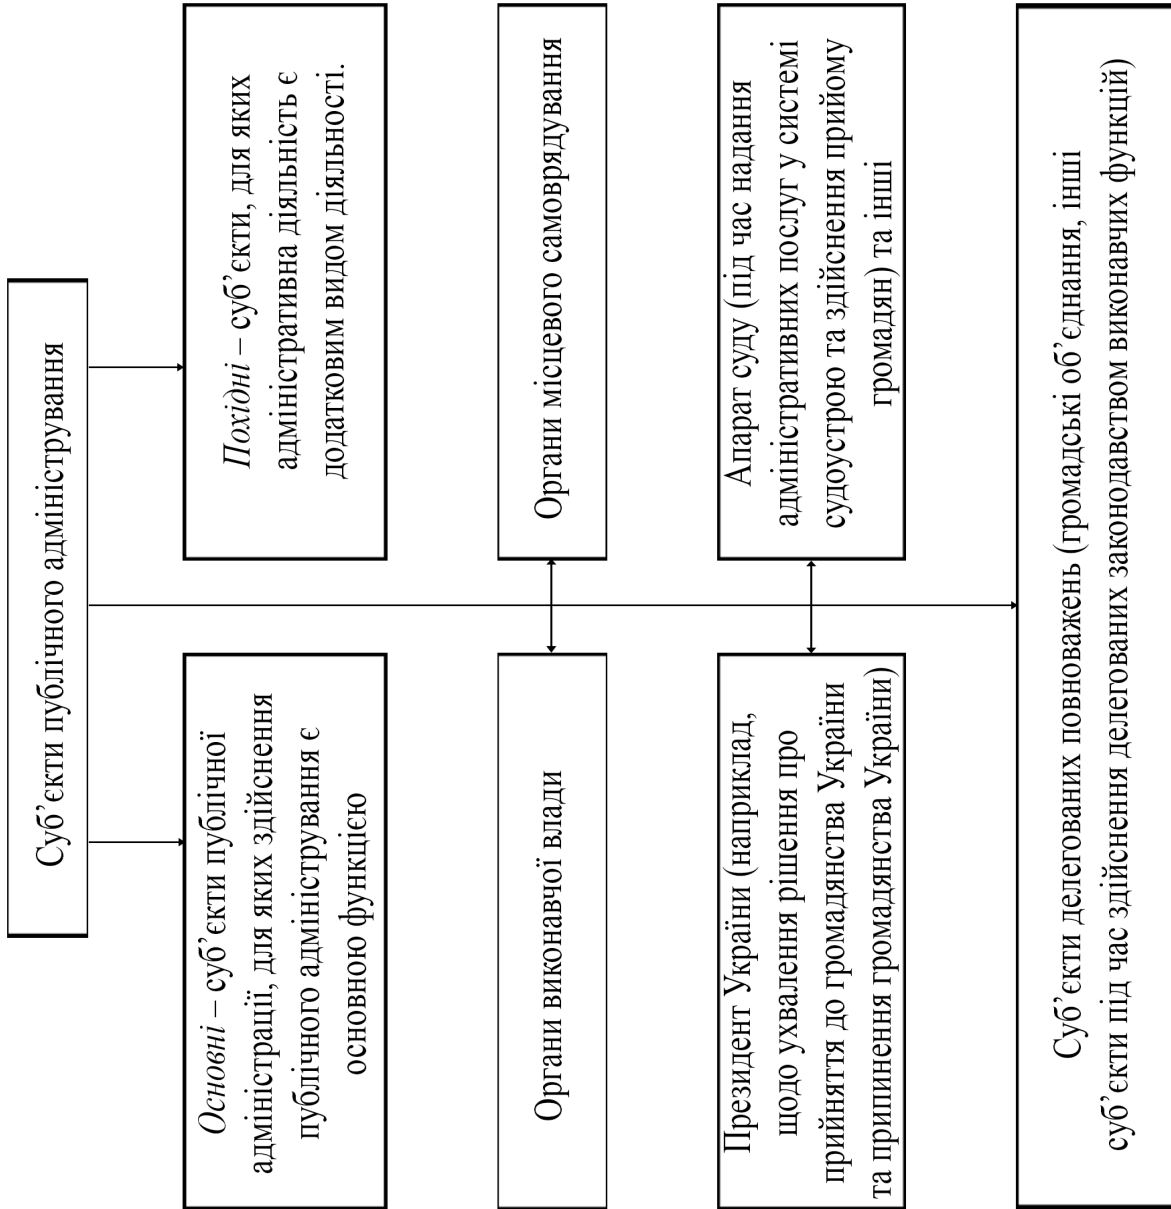 Суб’єкти публічного адміністрування
Основні – суб’єкти публічної
адміністрації, для яких здійснення
публічного адміністрування є
основною функцією
Похідні – суб’єкти, для яких
адміністративна діяльність є
додатковим видом діяльності.
Органи виконавчої влади
Органи місцевого самоврядування
Президент України (наприклад,
щодо ухвалення рішення про
прийняття до громадянства України
та припинення громадянства України)
Апарат суду (під час надання
адміністративних послуг у системі
судоустрою та здійснення прийому
громадян) та інші
Суб’єкти делегованих повноважень (громадські об’єднання, інші
суб’єкти під час здійснення делегованих законодавством виконавчих функцій)